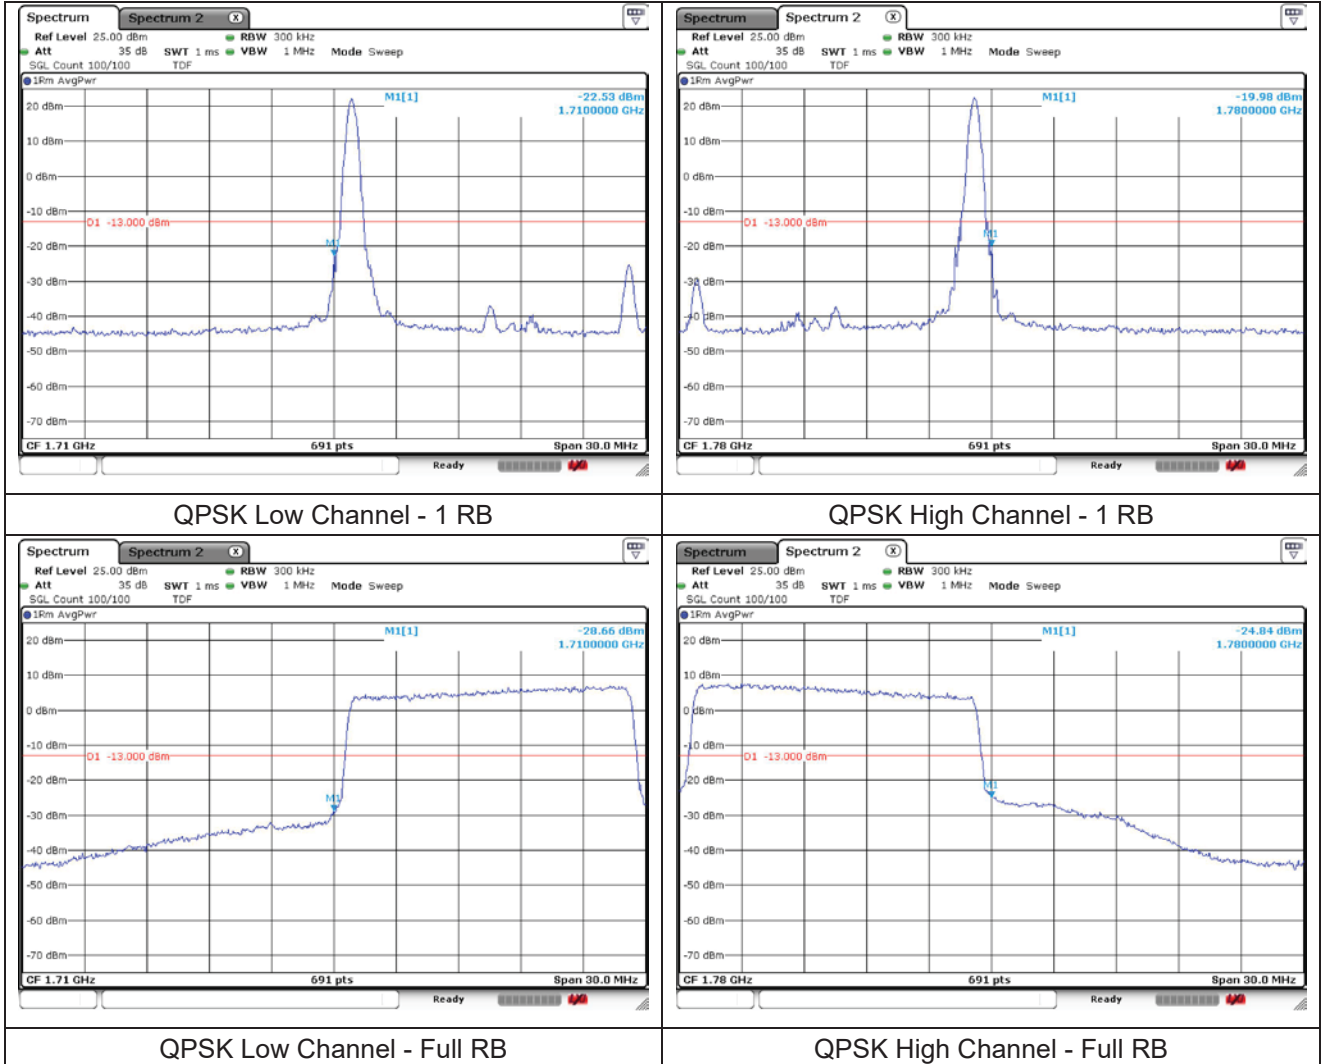 Spectrum Spectrum 2 X
Ref Level 25.00 dBm RBW 300 kHz
Att 35 dB SWT 1 ms VBW 1 MHz Mode Sweep
SGL Count 100/100 TDF
1Rm AvgPwr
M1[1] -22.53 dBm
1.7100000 GHz
20 dBm
10 dBm
0 dBm
-10 dBm
D1 -13.000 dBm
M1
-20 dBm
-30 dBm
-40 dBm
-50 dBm
-60 dBm
-70 dBm
CF 1.71 GHz 691 pts Span 30.0 MHz
Ready
QPSK Low Channel - 1 RB
Spectrum Spectrum 2 X
Ref Level 25.00 dBm RBW 300 kHz
Att 35 dB SWT 1 ms VBW 1 MHz Mode Sweep
SGL Count 100/100 TDF
1Rm AvgPwr
M1[1] -19.98 dBm
1.7800000 GHz
20 dBm
10 dBm
0 dBm
-10 dBm
D1 -13.000 dBm
M1
-20 dBm
-30 dBm
-40 dBm
-50 dBm
-60 dBm
-70 dBm
CF 1.78 GHz 691 pts Span 30.0 MHz
Ready
QPSK High Channel - 1 RB
Spectrum Spectrum 2 X
Ref Level 25.00 dBm RBW 300 kHz
Att 35 dB SWT 1 ms VBW 1 MHz Mode Sweep
SGL Count 100/100 TDF
1Rm AvgPwr
M1[1] -28.66 dBm
1.7100000 GHz
20 dBm
10 dBm
0 dBm
-10 dBm
D1 -13.000 dBm
-20 dBm
M1
-30 dBm
-40 dBm
-50 dBm
-60 dBm
-70 dBm
CF 1.71 GHz 691 pts Span 30.0 MHz
Ready
QPSK Low Channel - Full RB
Spectrum Spectrum 2 X
Ref Level 25.00 dBm RBW 300 kHz
Att 35 dB SWT 1 ms VBW 1 MHz Mode Sweep
SGL Count 100/100 TDF
1Rm AvgPwr
M1[1] -24.84 dBm
1.7800000 GHz
20 dBm
10 dBm
0 dBm
-10 dBm
D1 -13.000 dBm
-20 dBm
M1
-30 dBm
-40 dBm
-50 dBm
-60 dBm
-70 dBm
CF 1.78 GHz 691 pts Span 30.0 MHz
Ready
QPSK High Channel - Full RB